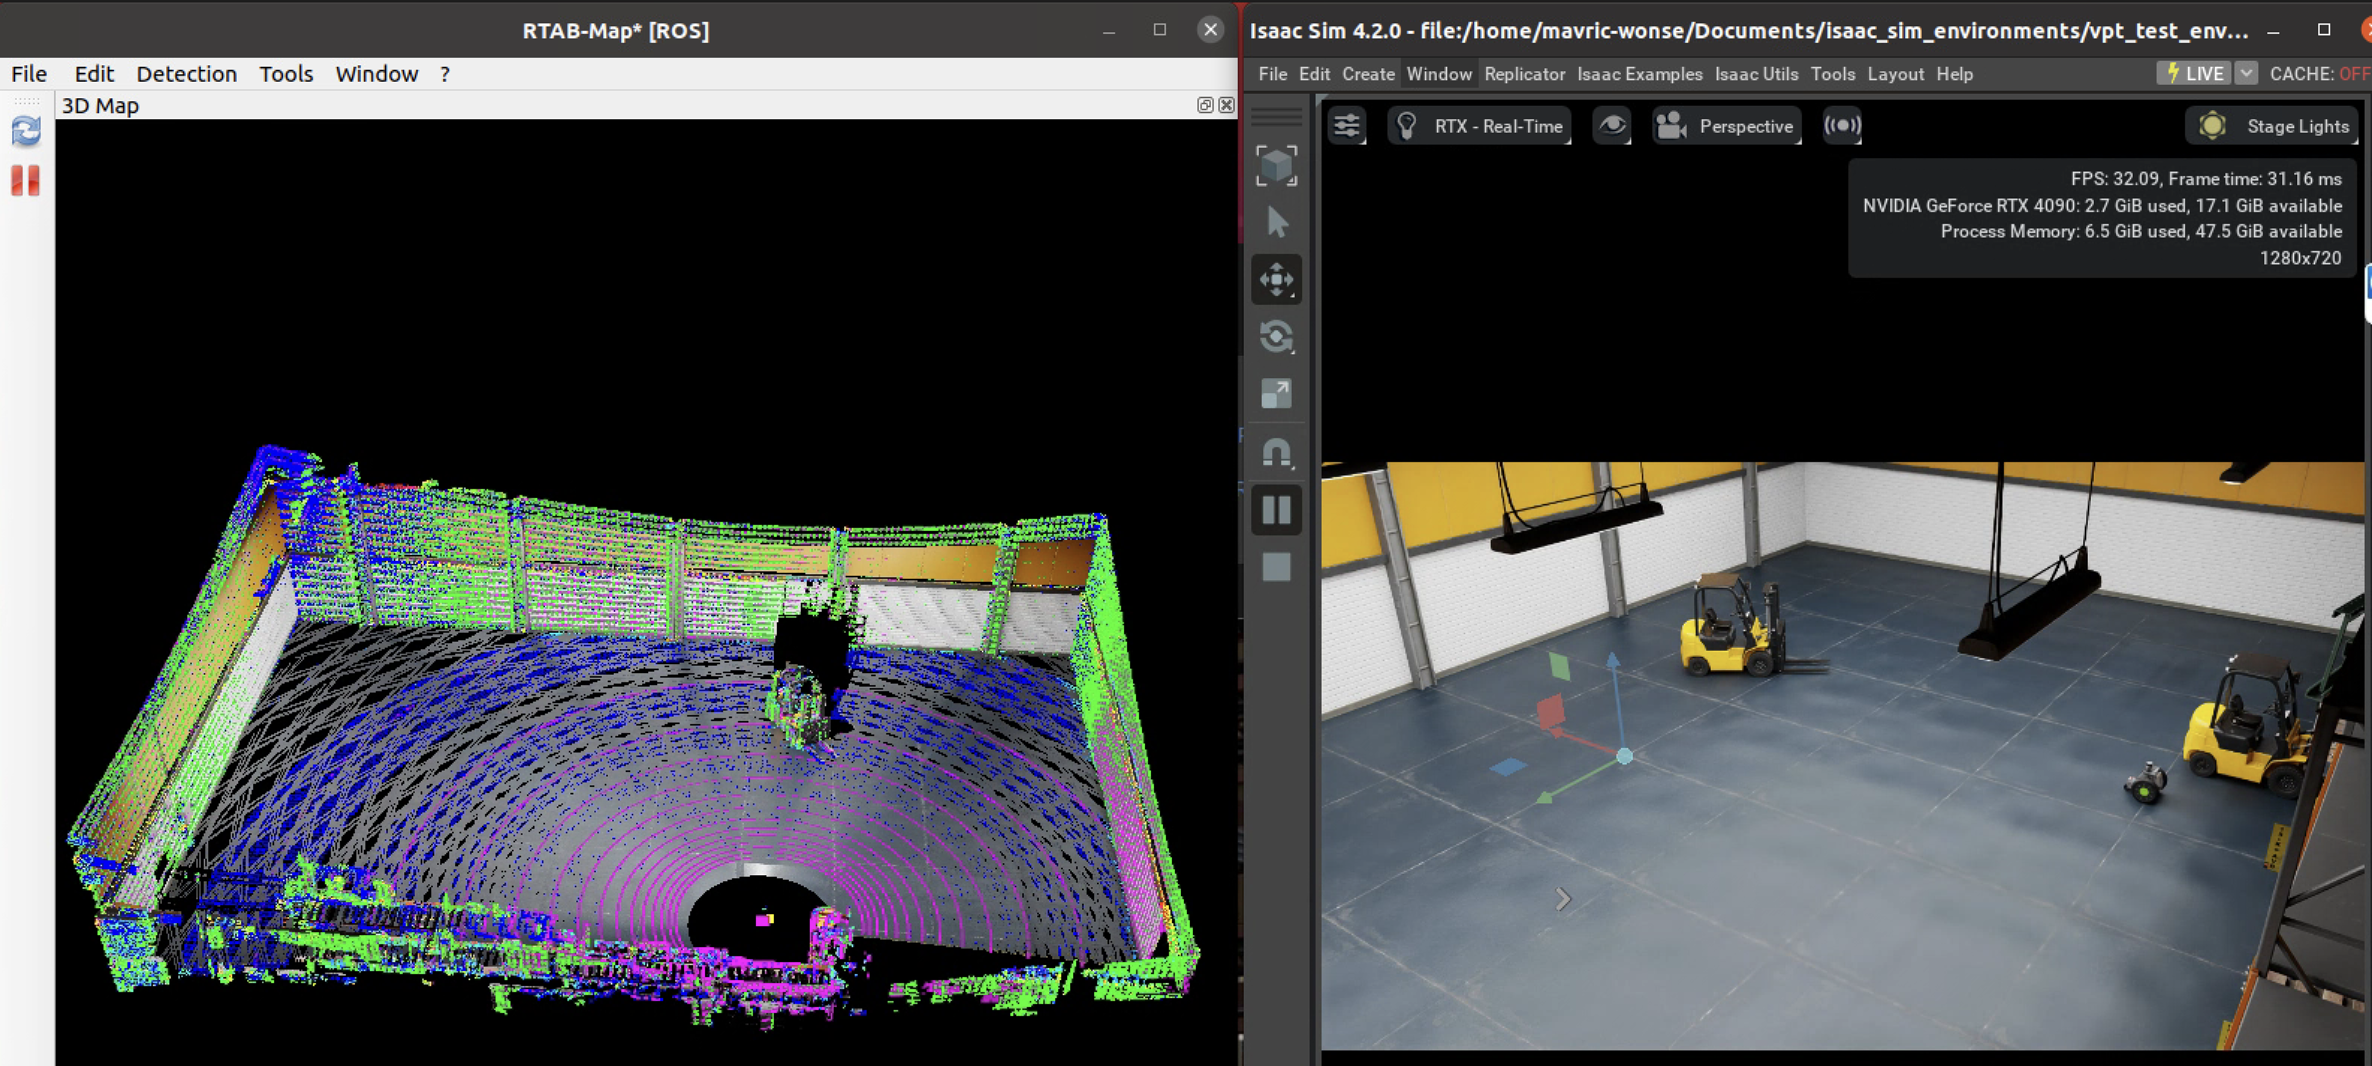 RTAB-Map* [ROS]
File Edit Detection Tools Window ?
3D Map
Isaac Sim 4.2.0 - file:/home/mavric-wonse/Documents/isaac_sim_environments/vpt_test_env...
File Edit Create Window Replicator Isaac Examples Isaac Utils Tools Layout Help LIVE CACHE: OFF
RTX - Real-Time Perspective Stage Lights
FPS: 32.09, Frame time: 31.16 ms
NVIDIA GeForce RTX 4090: 2.7 GiB used, 17.1 GiB available
Process Memory: 6.5 GiB used, 47.5 GiB available
1280x720